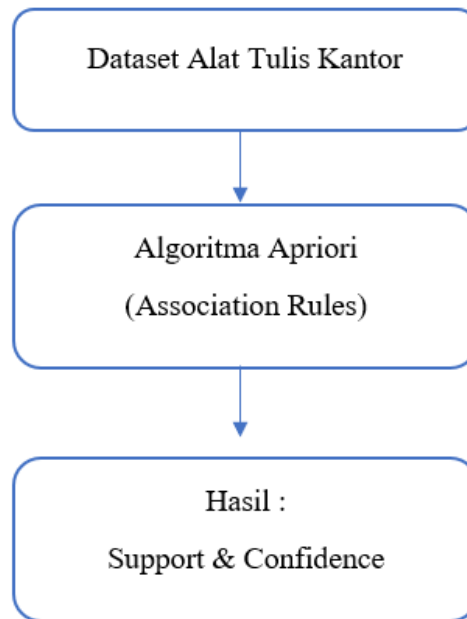 Dataset Alat Tulis Kantor
Algoritma Apriori
(Association Rules)
Hasil :
Support & Confidence